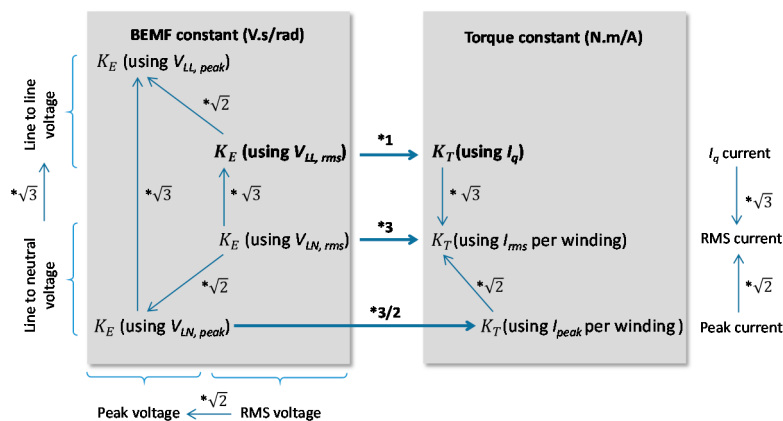 BEMF constant (V.s/rad)
Torque constant (N.m/A)
K_E (using V_LL, peak)
*√2
Line to line
voltage
*1
K_E (using V_LL, rms)
K_T (using I_q)
I_q current
*√3
*√3
*√3
*√3
*√3
*3
K_E (using V_LN, rms)
K_T (using I_rms per winding)
RMS current
Line to neutral
voltage
*√2
*√2
*√2
*3/2
K_E (using V_LN, peak)
K_T (using I_peak per winding )
Peak current
*√2
Peak voltage
RMS voltage